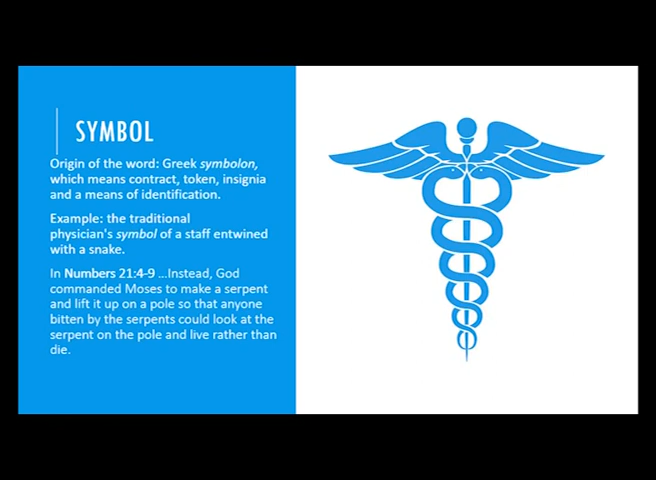 SYMBOL
Origin of the word: Greek symbolon,
which means contract, token, insignia
and a means of identification.
Example: the traditional
physician's symbol of a staff entwined
with a snake.
In Numbers 21:4-9 ...Instead, God
commanded Moses to make a serpent
and lift it up on a pole so that anyone
bitten by the serpents could look at the
serpent on the pole and live rather than
die.